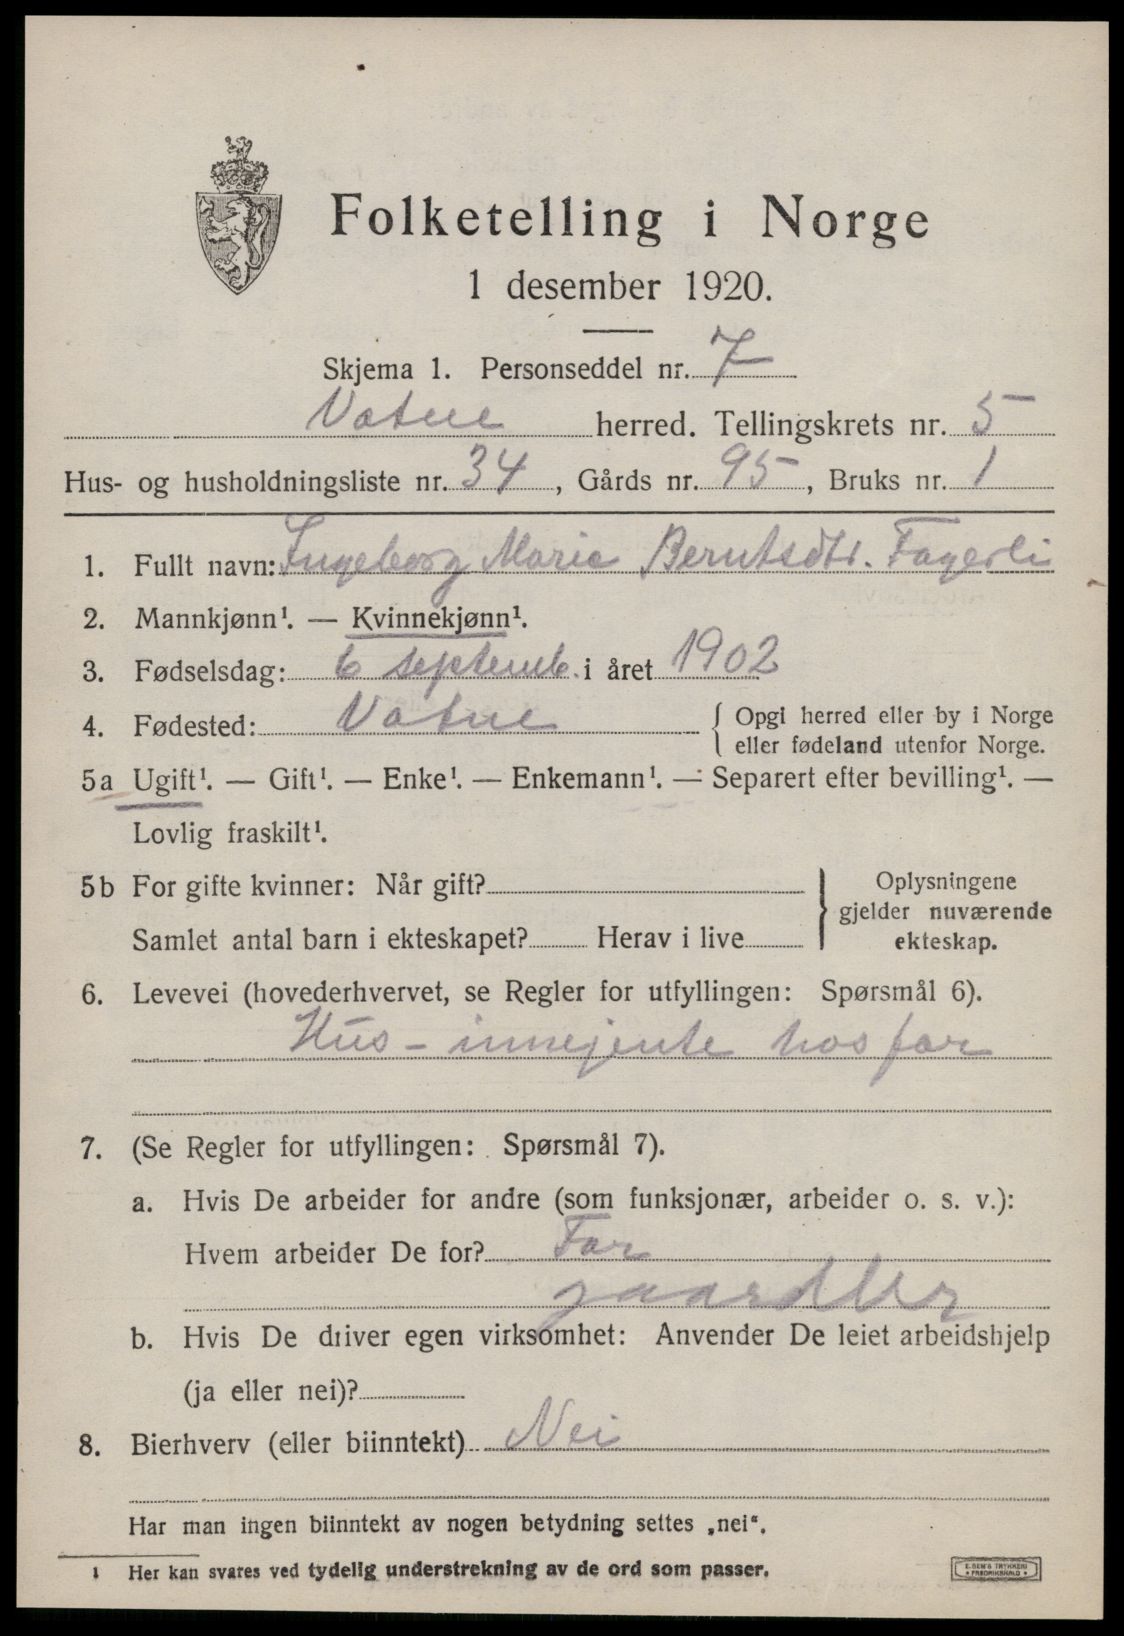 Folketelling i Norge
1 desember 1920.
Skjema 1. Personseddel nr. 7
Vatne herred. Tellingskrets nr. 5
Hus- og husholdningsliste nr. 34, Gårds nr. 95, Bruks nr. 1
1. Fullt navn: Ingeborg Marie Berntsdtr. Fagerli
2. Mannkjønn¹. — Kvinnekjønn¹.
3. Fødselsdag: 6 septemb. i året 1902
4. Fødested: Vatne { Opgi herred eller by i Norge
eller fødeland utenfor Norge.
5a Ugift¹. — Gift¹. — Enke¹. — Enkemann¹. — Separert efter bevilling¹. —
Lovlig fraskilt¹.
5b For gifte kvinner: Når gift? } Oplysningene
gjelder nuværende
Samlet antal barn i ekteskapet? Herav i live ekteskap.
6. Levevei (hovederhvervet, se Regler for utfyllingen: Spørsmål 6).
Hus - innejente hos far
7. (Se Regler for utfyllingen: Spørsmål 7).
a. Hvis De arbeider for andre (som funksjonær, arbeider o. s. v.):
Hvem arbeider De for? Far
b. Hvis De driver egen virksomhet: Anvender De leiet arbeidshjelp
(ja eller nei)?
8. Bierhverv (eller biinntekt) Nei
Har man ingen biinntekt av nogen betydning settes „nei“.
1 Her kan svares ved tydelig understrekning av de ord som passer.
E. SEM'S TRYKKERI
• FREDRIKSHALD •